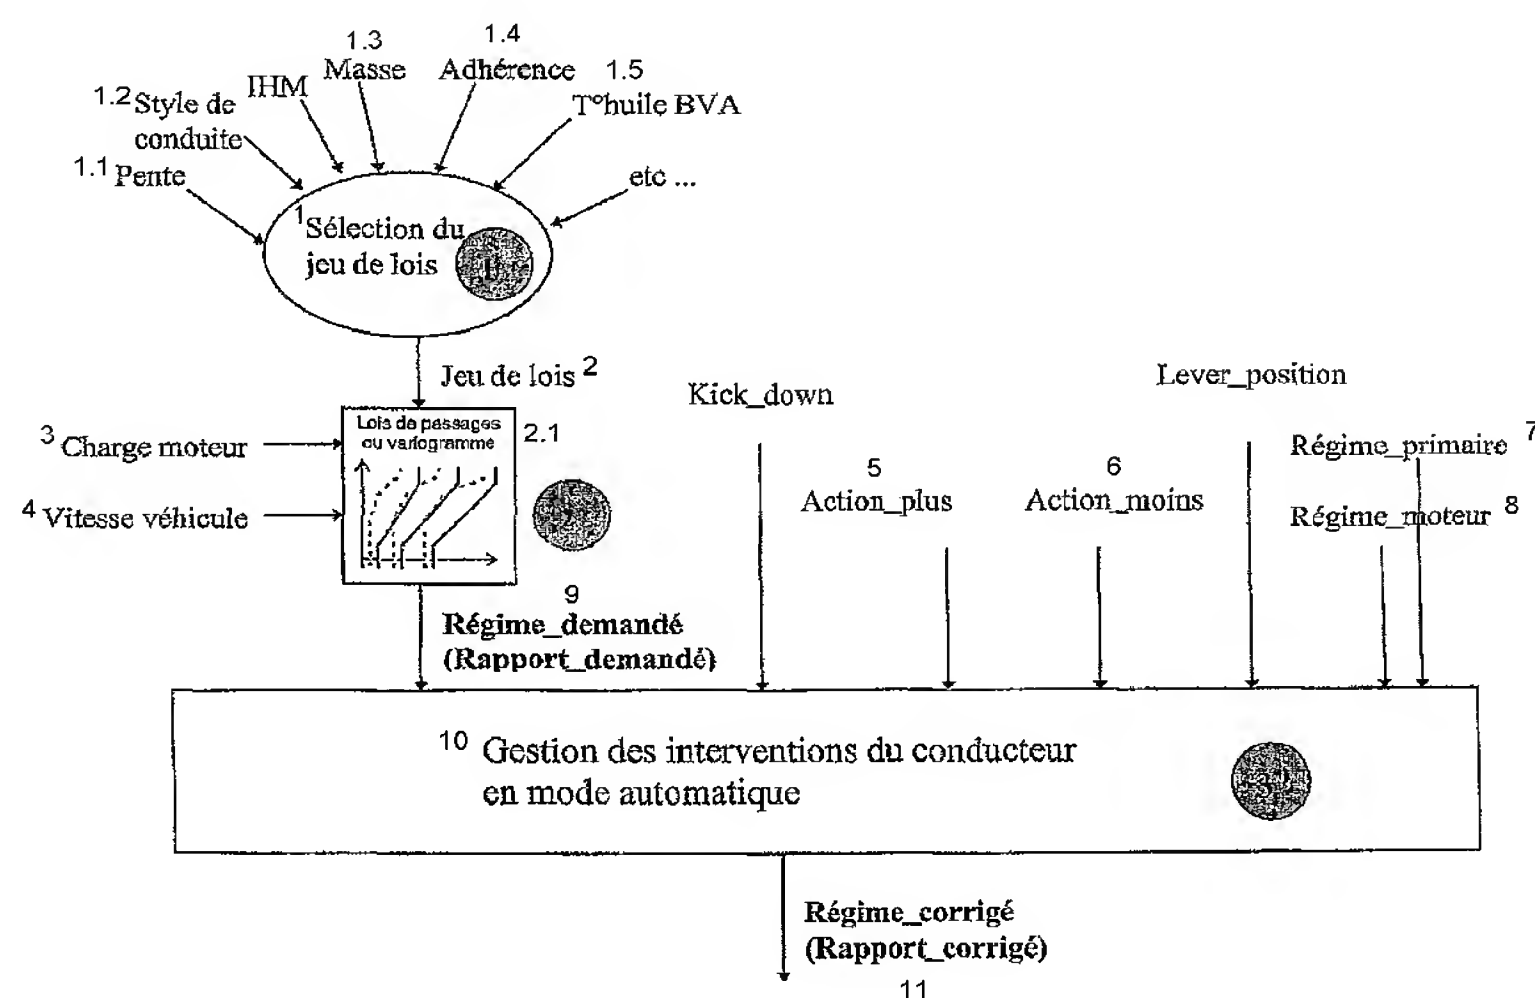 1.3
1.4
Masse
Adhérence
1.5
IHM
T°huile BVA
1.2 Style de
conduite
1.1 Pente
etc ...
1 Sélection du
jeu de lois
1
Jeu de lois 2
Kick_down
Lever_position
Lois de passages
ou variogramme
2.1
3 Charge moteur
4 Vitesse véhicule
2
5
Action_plus
6
Action_moins
Régime_primaire 7
Régime_moteur 8
9
Régime_demandé
(Rapport_demandé)
10 Gestion des interventions du conducteur
en mode automatique
3
Régime_corrigé
(Rapport_corrigé)
11